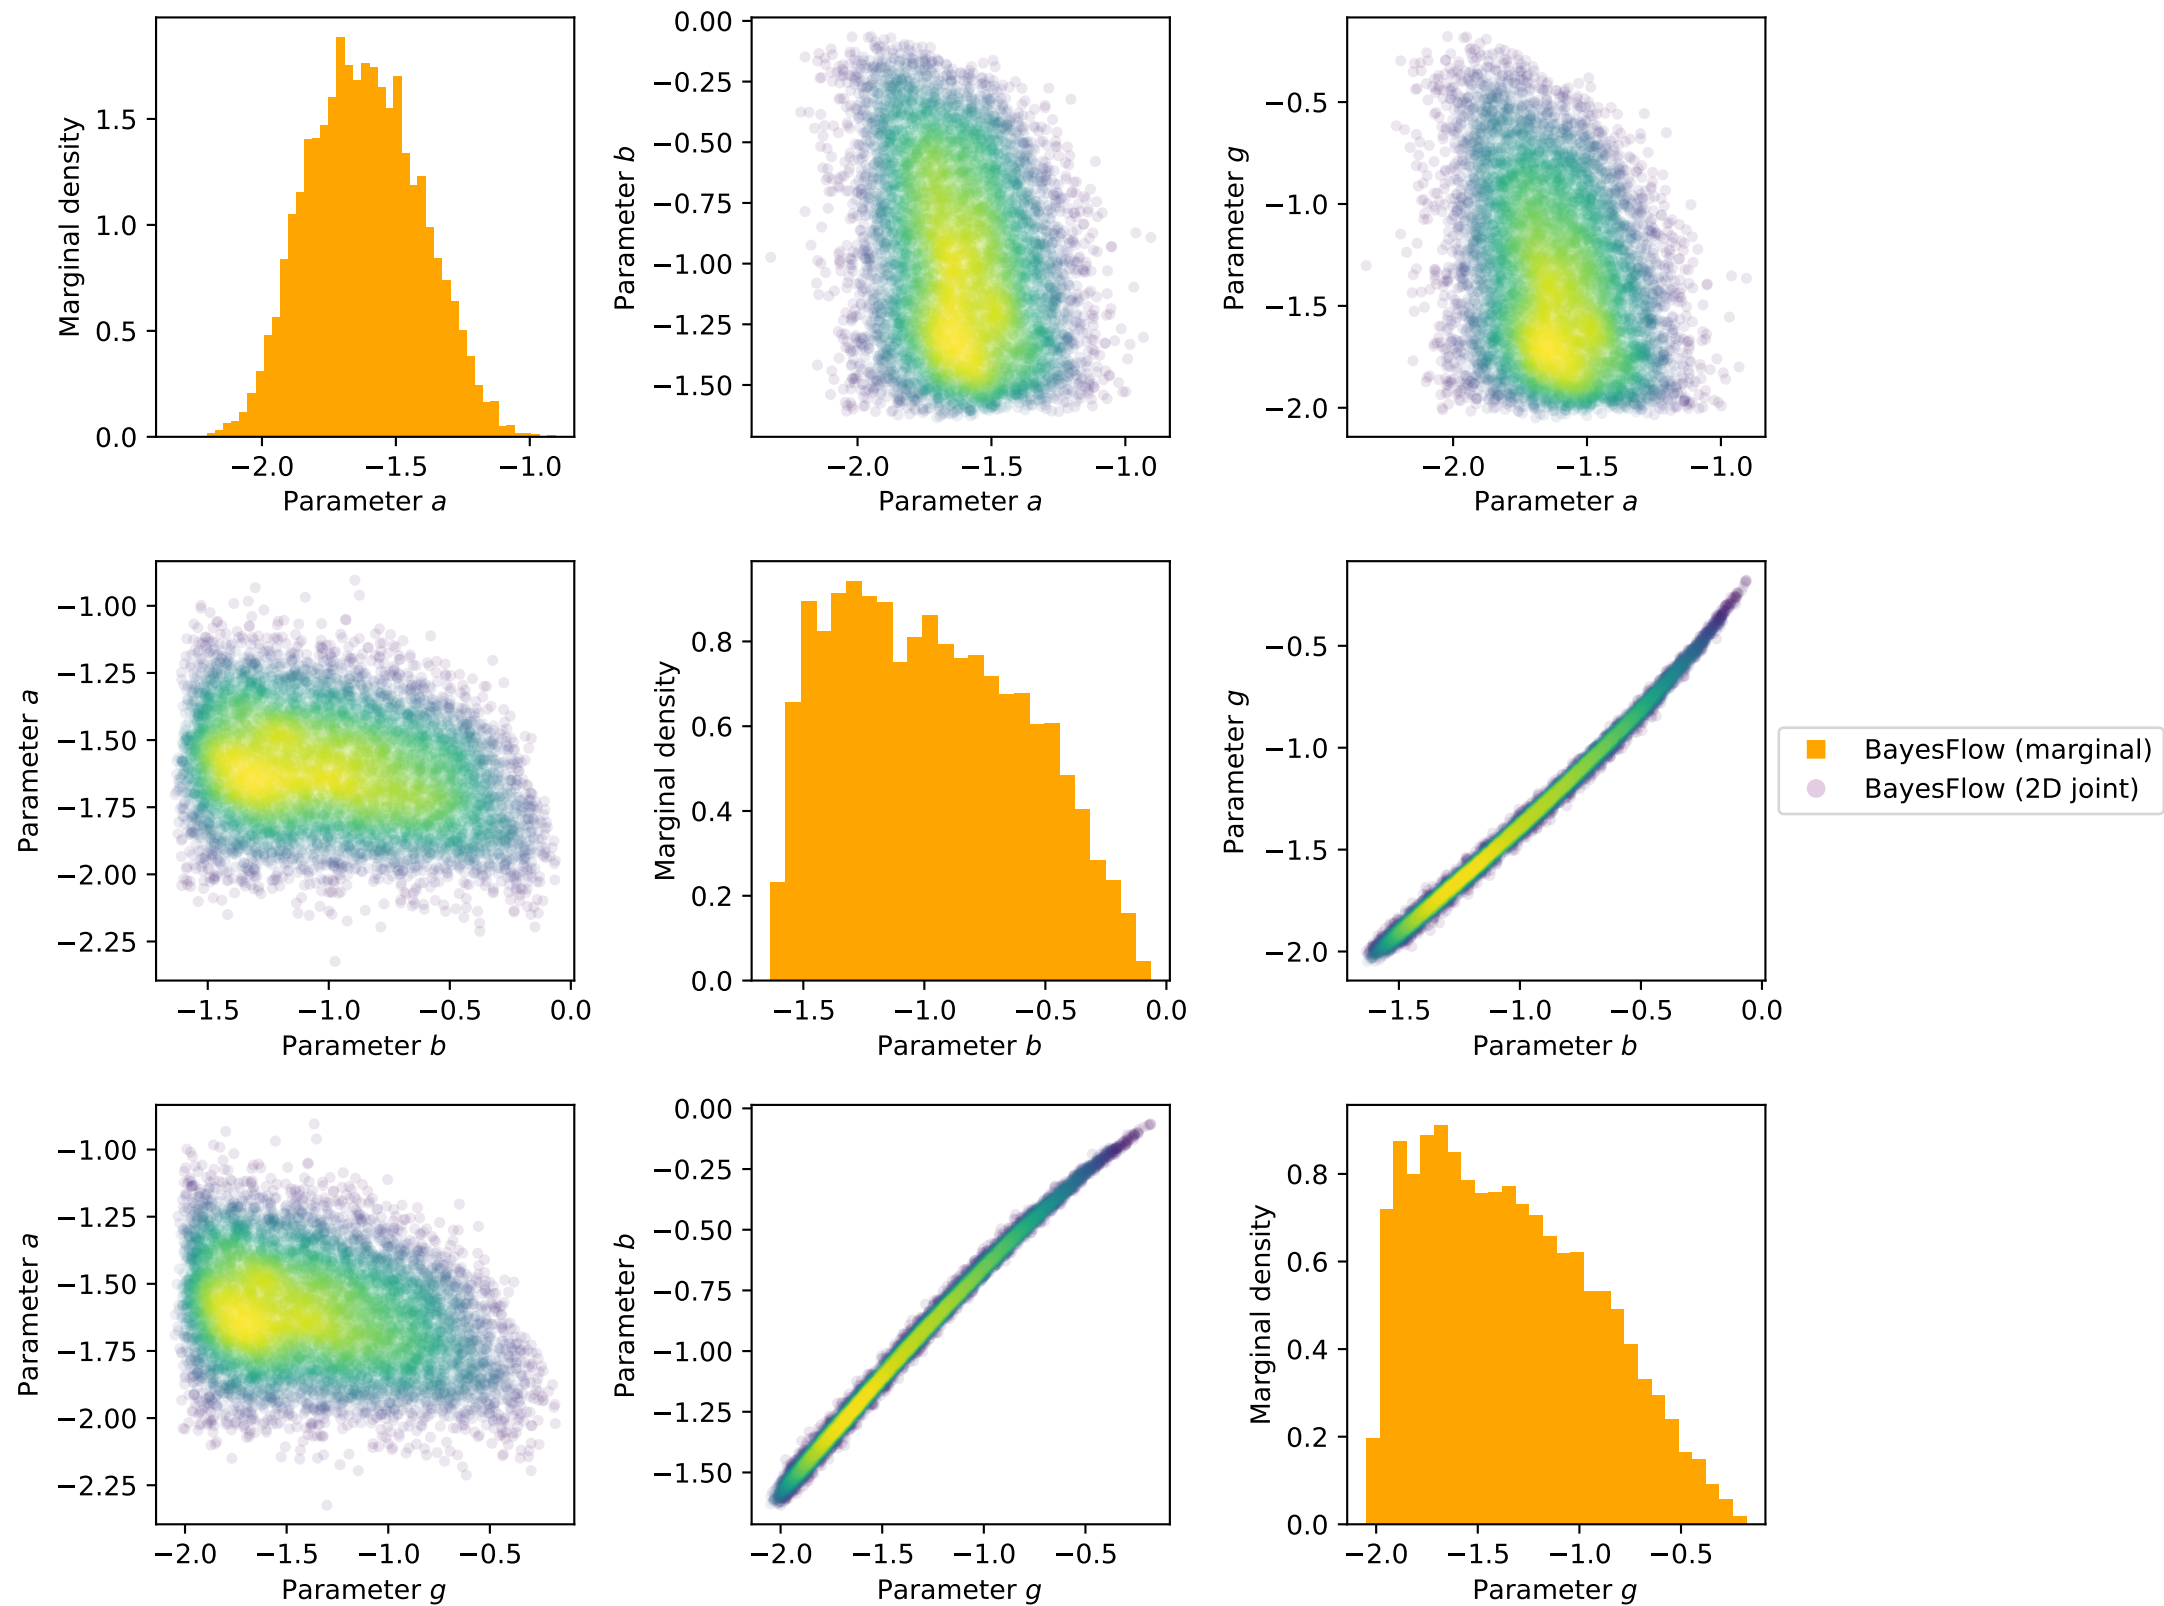 Marginal density
1.5
1.0
0.5
0.0
−2.0 −1.5 −1.0
Parameter a
Parameter b
0.00
−0.25
−0.50
−0.75
−1.00
−1.25
−1.50
−2.0 −1.5 −1.0
Parameter a
Parameter g
−0.5
−1.0
−1.5
−2.0
−2.0 −1.5 −1.0
Parameter a
Parameter a
−1.00
−1.25
−1.50
−1.75
−2.00
−2.25
−1.5 −1.0 −0.5 0.0
Parameter b
Marginal density
0.8
0.6
0.4
0.2
0.0
−1.5 −1.0 −0.5 0.0
Parameter b
Parameter g
−0.5
−1.0
−1.5
−2.0
−1.5 −1.0 −0.5 0.0
Parameter b
BayesFlow (marginal)
BayesFlow (2D joint)
Parameter a
−1.00
−1.25
−1.50
−1.75
−2.00
−2.25
−2.0 −1.5 −1.0 −0.5
Parameter g
Parameter b
0.00
−0.25
−0.50
−0.75
−1.00
−1.25
−1.50
−2.0 −1.5 −1.0 −0.5
Parameter g
Marginal density
0.8
0.6
0.4
0.2
0.0
−2.0 −1.5 −1.0 −0.5
Parameter g